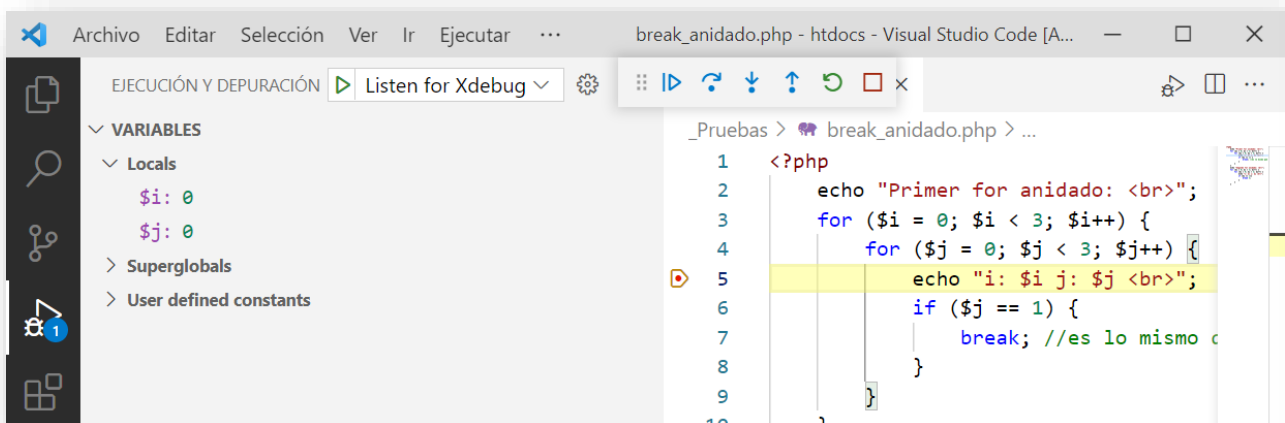 Archivo Editar Selección Ver Ir Ejecutar ··· break_anidado.php - htdocs - Visual Studio Code [A...
EJECUCIÓN Y DEPURACIÓN Listen for Xdebug
VARIABLES
Locals
$i: 0
$j: 0
Superglobals
User defined constants
1
_Pruebas > break_anidado.php > ...
1 <?php
2 echo "Primer for anidado: <br>";
3 for ($i = 0; $i < 3; $i++) {
4 for ($j = 0; $j < 3; $j++) {
5 echo "i: $i j: $j <br>";
6 if ($j == 1) {
7 break; //es lo mismo
8 }
9 }
10 }